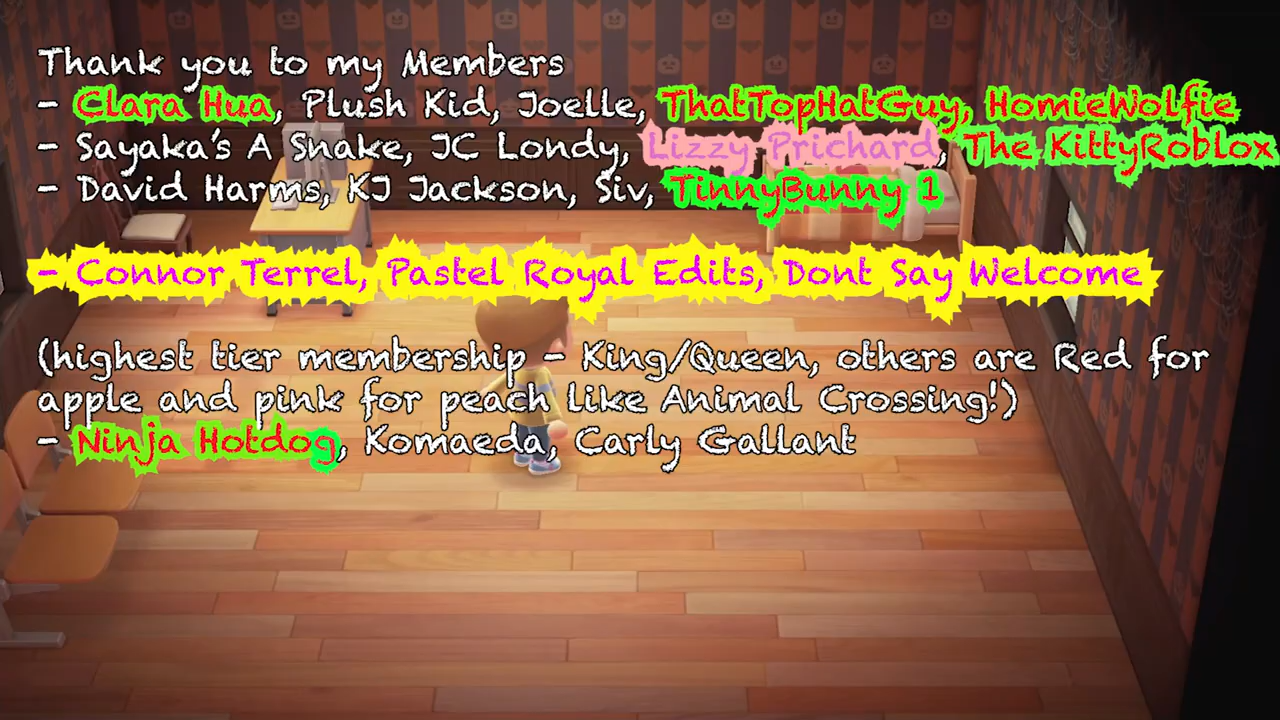 Thank you to my Members
- Clara Hua, Plush Kid, Joelle, ThatTopHatGuy, HomieWolfie
- Sayaka's A Snake, JC Londy, Lizzy Prichard, The KittyRoblox
- David Harms, KJ Jackson, Siv, TinnyBunny 1
- Connor Terrel, Pastel Royal Edits, Dont Say Welcome
(highest tier membership - King/Queen, others are Red for
apple and pink for peach like Animal Crossing!)
- Ninja Hotdog, Komaeda, Carly Gallant